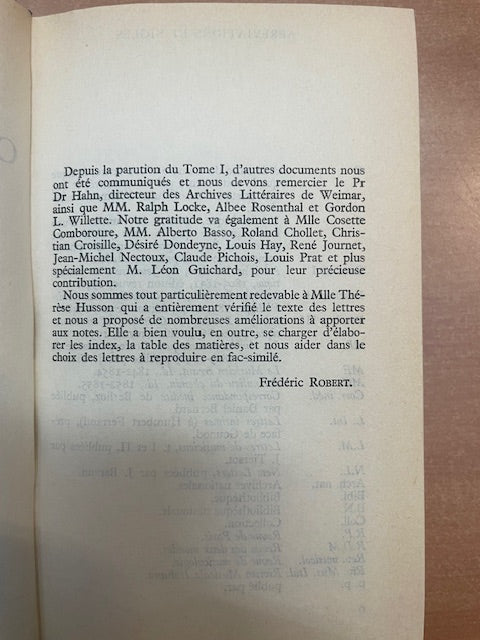 Depuis la parution du Tome I, d'autres documents nous
ont été communiqués et nous devons remercier le Pr
Dr Hahn, directeur des Archives Littéraires de Weimar,
ainsi que MM. Ralph Locke, Albee Rosenthal et Gordon
L. Willette. Notre gratitude va également à Mlle Cosette
Comboroure, MM. Alberto Basso, Roland Chollet, Chris-
tian Croisille, Désiré Dondeyne, Louis Hay, René Journet,
Jean-Michel Nectoux, Claude Pichois, Louis Prat et plus
spécialement M. Léon Guichard, pour leur précieuse
contribution.
Nous sommes tout particulièrement redevable à Mlle Thé-
rèse Husson qui a entièrement vérifié le texte des lettres
et nous a proposé de nombreuses améliorations à apporter
aux notes. Elle a bien voulu, en outre, se charger d'élabo-
rer les index, la table des matières, et nous aider dans le
choix des lettres à reproduire en fac-similé.
Frédéric ROBERT.